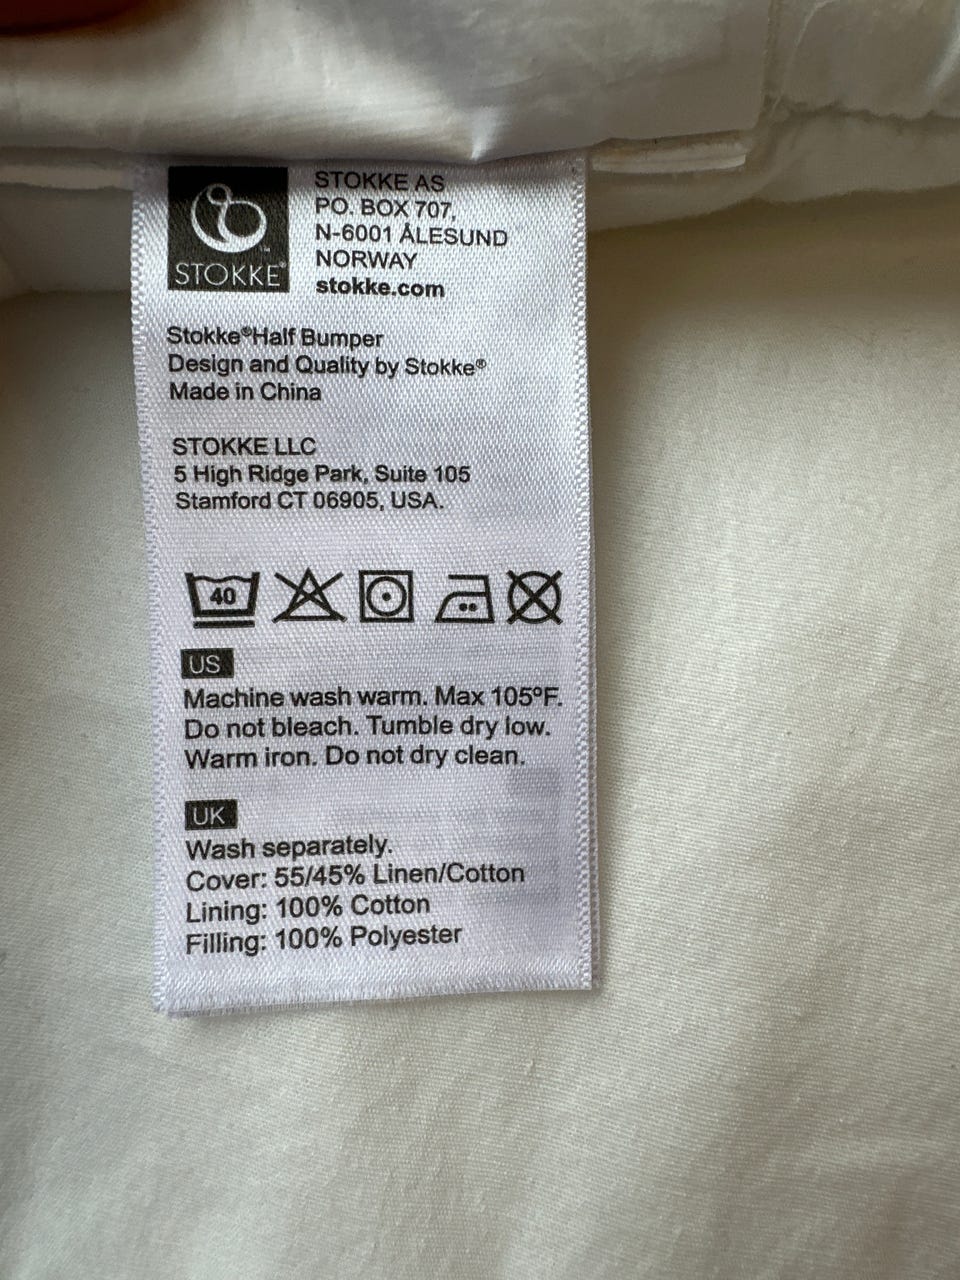 STOKKE®
STOKKE AS
PO. BOX 707,
N-6001 ÅLESUND
NORWAY
stokke.com
Stokke®Half Bumper
Design and Quality by Stokke®
Made in China
STOKKE LLC
5 High Ridge Park, Suite 105
Stamford CT 06905, USA.
40
US
Machine wash warm. Max 105ºF.
Do not bleach. Tumble dry low.
Warm iron. Do not dry clean.
UK
Wash separately.
Cover: 55/45% Linen/Cotton
Lining: 100% Cotton
Filling: 100% Polyester